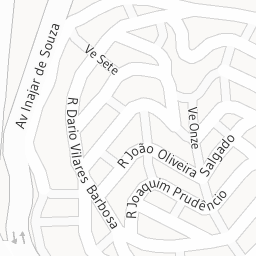 Av Inajar de Souza
Ve Sete
R Dario Vilares Barbosa
Ve Onze
R João Oliveira Salgado
R Joaquim Prudêncio